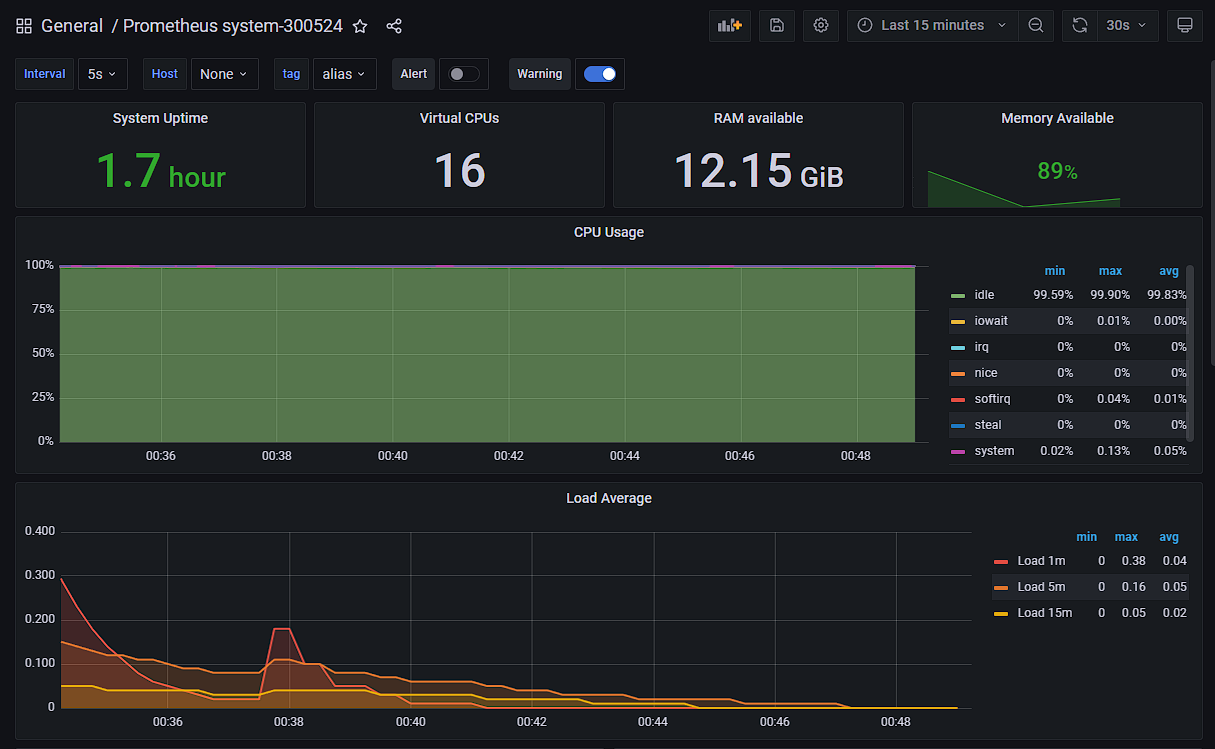 General / Prometheus system-300524
Last 15 minutes
30s
Interval 5s Host None tag alias Alert Warning
System Uptime
1.7 hour
Virtual CPUs
16
RAM available
12.15 GiB
Memory Available
89%
CPU Usage
100%
75%
50%
25%
0%
00:36 00:38 00:40 00:42 00:44 00:46 00:48
min max avg
idle 99.59% 99.90% 99.83%
iowait 0% 0.01% 0.00%
irq 0% 0% 0%
nice 0% 0% 0%
softirq 0% 0.04% 0.01%
steal 0% 0% 0%
system 0.02% 0.13% 0.05%
Load Average
0.400
0.300
0.200
0.100
0
00:36 00:38 00:40 00:42 00:44 00:46 00:48
min max avg
Load 1m 0 0.38 0.04
Load 5m 0 0.16 0.05
Load 15m 0 0.05 0.02